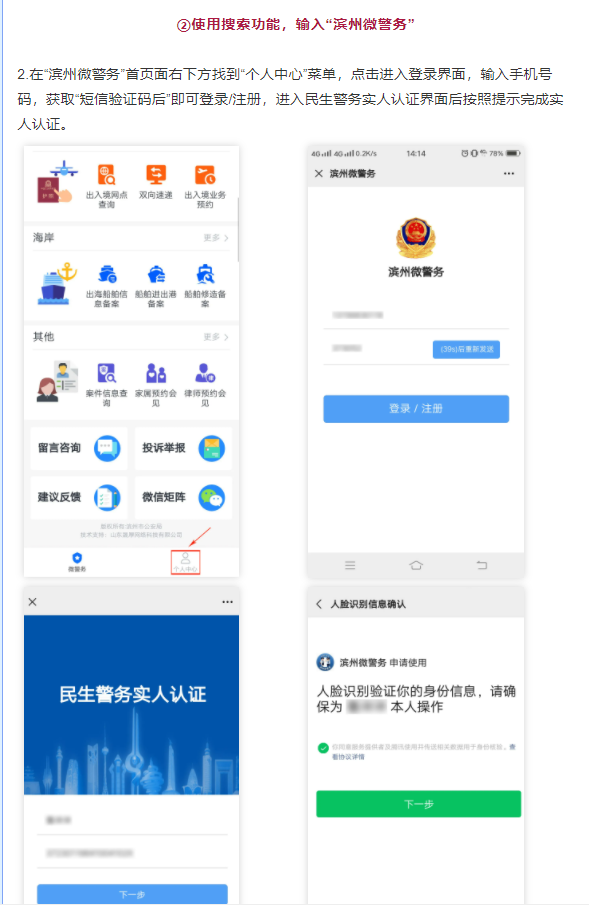 ②使用搜索功能，输入“滨州微警务”
2.在“滨州微警务”首页面右下方找到“个人中心”菜单，点击进入登录界面，输入手机号
码，获取“短信验证码后”即可登录/注册，进入民生警务实人认证界面后按照提示完成实
人认证。
出入境网点
查询
双向速递
出入境业务
预约
海岸
更多 >
出海船舶信
息备案
船舶进出港
备案
船舶修造备
案
其他
更多 >
案件信息查
询
家属预约会
见
律师预约会
见
留言咨询
投诉举报
建议反馈
微信矩阵
微警务
个人中心
4G 4G 0.2K/s 14:14 78%
滨州微警务
滨州微警务
(39s)后重新发送
登录 / 注册
民生警务实人认证
下一步
人脸识别信息确认
滨州微警务 申请使用
人脸识别验证你的身份信息，请确
保为 本人操作
查
看协议详情
下一步